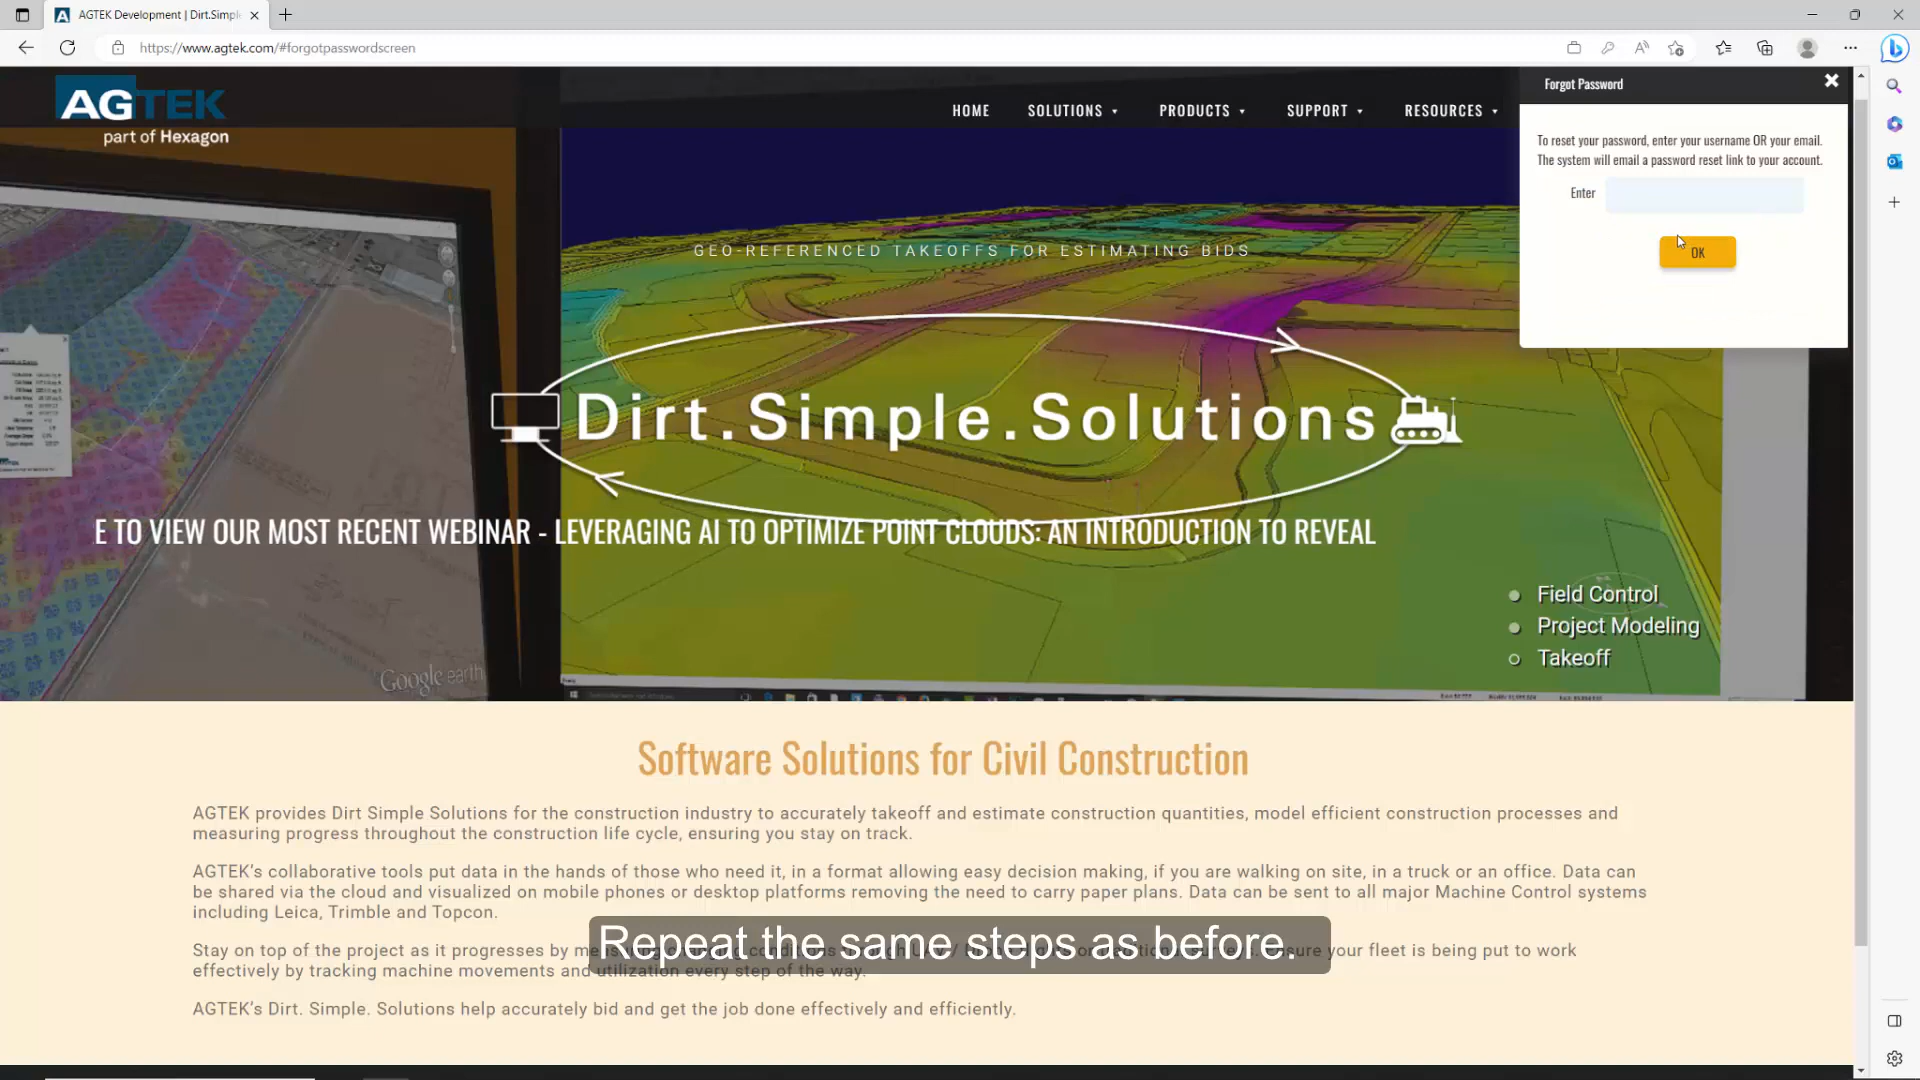 AGTEK Development | Dirt.Simple
https://www.agtek.com/#forgotpasswordscreen
AGTEK
part of Hexagon
HOME
SOLUTIONS
PRODUCTS
SUPPORT
RESOURCES
Forgot Password
To reset your password, enter your username OR your email.
The system will email a password reset link to your account.
Enter
OK
GEO-REFERENCED TAKEOFFS FOR ESTIMATING BIDS
Dirt.Simple.Solutions
E TO VIEW OUR MOST RECENT WEBINAR - LEVERAGING AI TO OPTIMIZE POINT CLOUDS: AN INTRODUCTION TO REVEAL
Field Control
Project Modeling
Takeoff
Google earth
Software Solutions for Civil Construction
AGTEK provides Dirt Simple Solutions for the construction industry to accurately takeoff and estimate construction quantities, model efficient construction processes and
measuring progress throughout the construction life cycle, ensuring you stay on track.
AGTEK's collaborative tools put data in the hands of those who need it, in a format allowing easy decision making, if you are walking on site, in a truck or an office. Data can
be shared via the cloud and visualized on mobile phones or desktop platforms removing the need to carry paper plans. Data can be sent to all major Machine Control systems
including Leica, Trimble and Topcon.
Stay on top of the project as it progresses by your fleet is being put to work
effectively by tracking machine movements and utilization every step of the way.
Repeat the same steps as before.
AGTEK's Dirt. Simple. Solutions help accurately bid and get the job done effectively and efficiently.